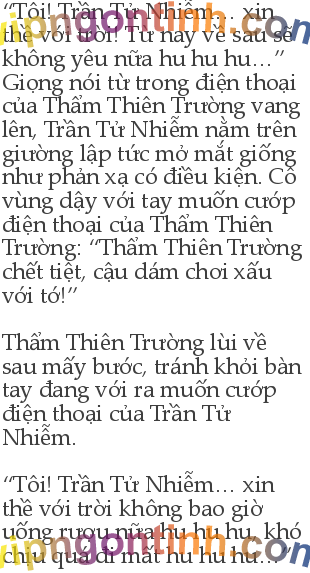 “Tôi! Trần Tử Nhiễm… xin
thề với trời! Từ nay về sau sẽ
không yêu nữa hu hu hu…”
Giọng nói từ trong điện thoại
của Thẩm Thiên Trường vang
lên, Trần Tử Nhiễm nằm trên
giường lập tức mở mắt giống
như phản xạ có điều kiện. Cô
vùng dậy với tay muốn cướp
điện thoại của Thẩm Thiên
Trường: “Thẩm Thiên Trường
chết tiệt, cậu dám chơi xấu
với tớ!”
Thẩm Thiên Trường lùi về
sau mấy bước, tránh khỏi bàn
tay đang với ra muốn cướp
điện thoại của Trần Tử
Nhiễm.
“Tôi! Trần Tử Nhiễm… xin
thề với trời không bao giờ
uống rượu nữa hu hu hu, khó
chịu quá đi mất hu hu hu…”
vipngontinh.com
vipngontinh.com